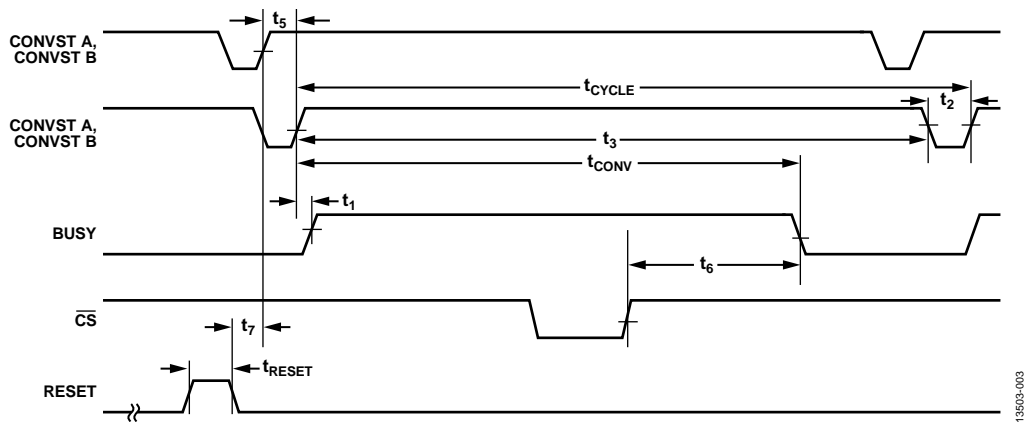 t5
CONVST A,
CONVST B
tCYCLE
t2
CONVST A,
CONVST B
t3
tCONV
t1
BUSY
t6
CS
t7
tRESET
RESET
13503-003